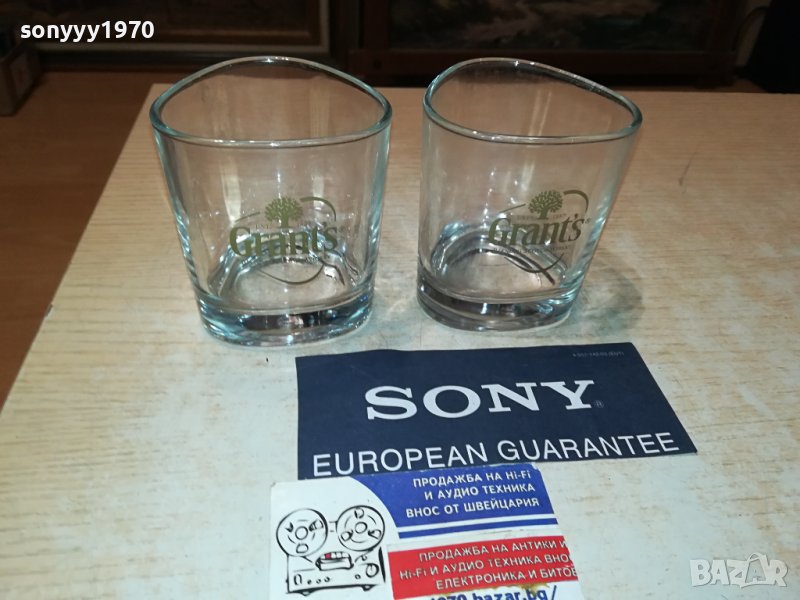 sonyyy1970
Grant's
Grant's
SONY
EUROPEAN GUARANTEE
ПРОДАЖБА НА Hi-Fi
И АУДИО ТЕХНИКА
ВНОС ОТ ШВЕЙЦАРИЯ
ПРОДАЖБА НА АНТИКИ И
Hi-Fi И АУДИО ТЕХНИКА ВНО
ЕЛЕКТРОНИКА И БИТОВ
1970.bazar.bg/
bazar